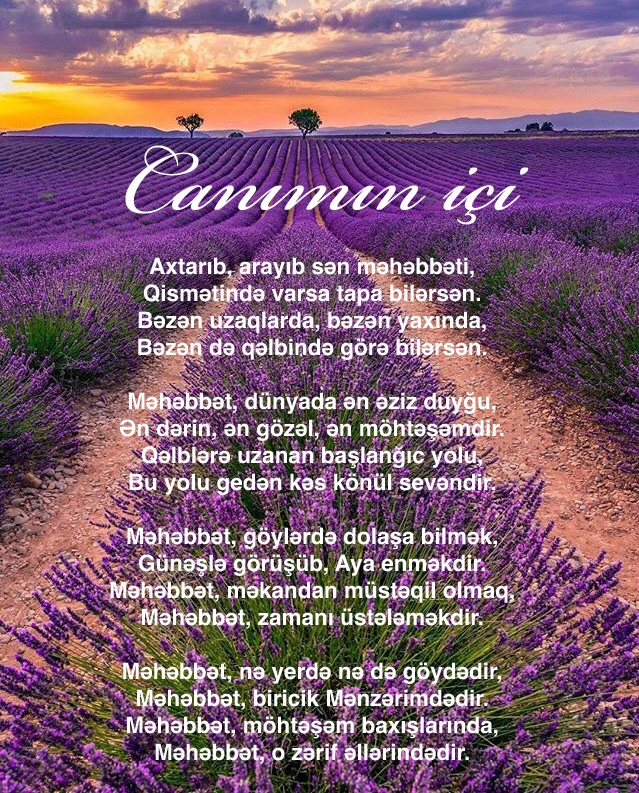 Canımın içi
Axtarıb, arayıb sən məhəbbəti,
Qismətində varsa tapa bilərsən.
Bəzən uzaqlarda, bəzən yaxında,
Bəzən də qəlbində görə bilərsən.
Məhəbbət, dünyada ən əziz duyğu,
Ən dərin, ən gözəl, ən möhtəşəmdir.
Qəlblərə uzanan başlanğıc yolu,
Bu yolu gedən kəs könül sevəndir.
Məhəbbət, göylərdə dolaşa bilmək,
Günəşlə görüşüb, Aya enməkdir.
Məhəbbət, məkandan müstəqil olmaq,
Məhəbbət, zamanı üstələməkdir.
Məhəbbət, nə yerdə nə də göydədir,
Məhəbbət, biricik Mənzərimdədir.
Məhəbbət, möhtəşəm baxışlarında,
Məhəbbət, o zərif əllərindədir.